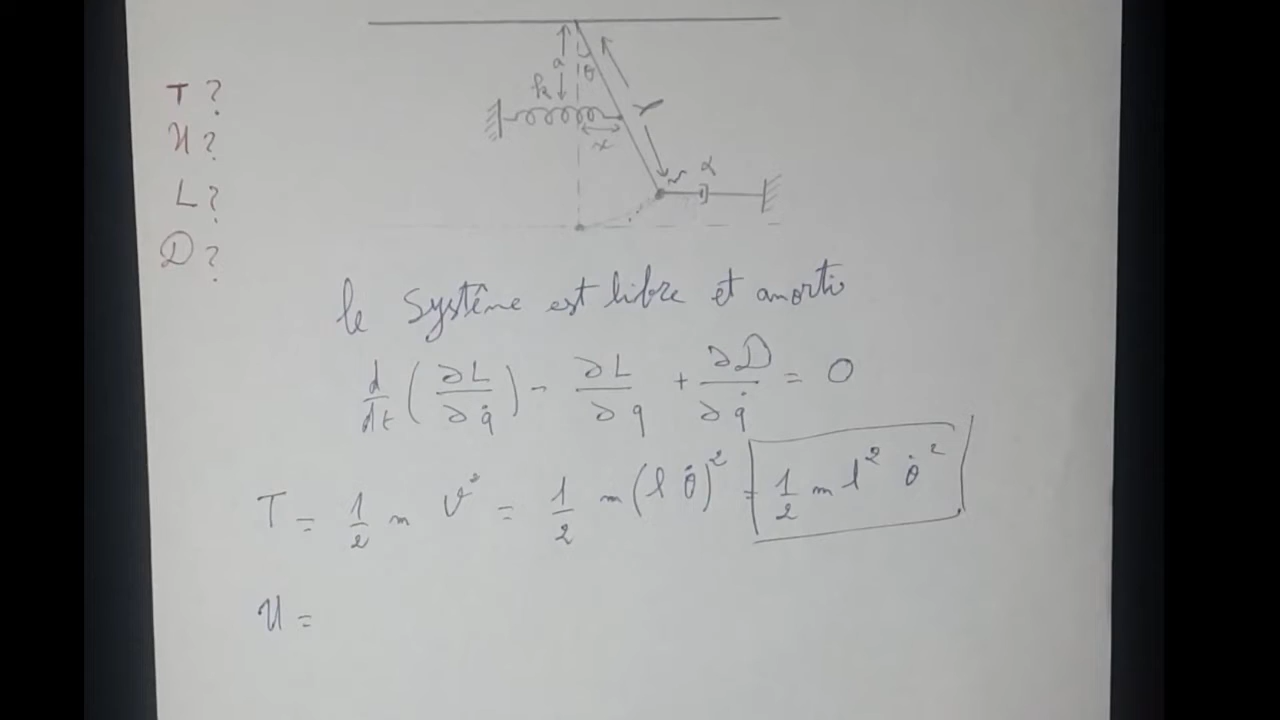 T ?
U ?
L ?
D ?
a
θ
k
l
x
m
α
le Système est libre et amorti
d/dt (∂L/∂q̇) - ∂L/∂q + ∂D/∂q̇ = 0
T = 1/2 m v² = 1/2 m (l θ̇)² = 1/2 m l² θ̇²
U =